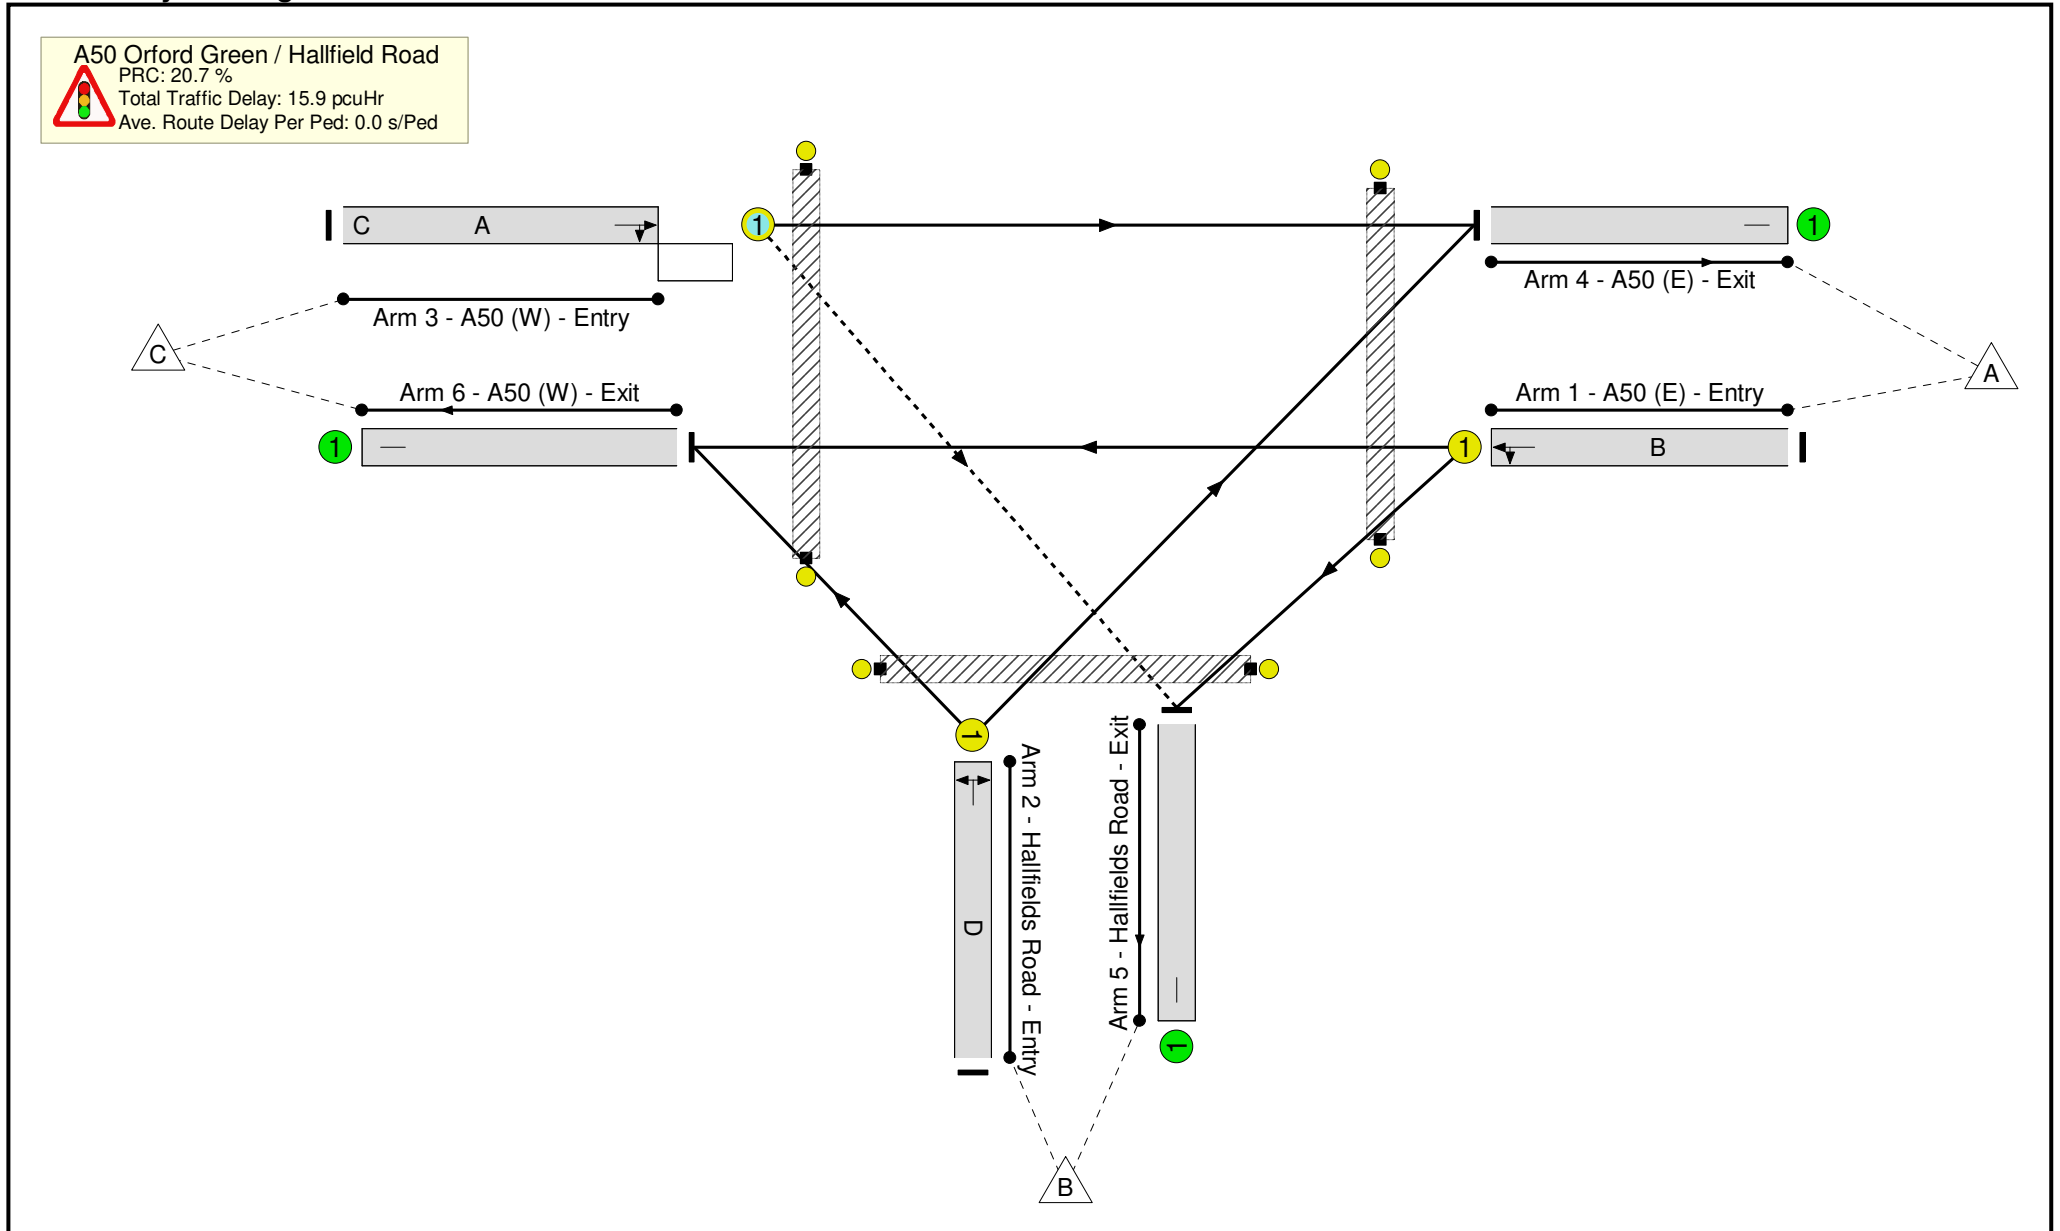 A50 Orford Green / Hallfield Road
PRC: 20.7 %
Total Traffic Delay: 15.9 pcuHr
Ave. Route Delay Per Ped: 0.0 s/Ped
C A
1
1
Arm 4 - A50 (E) - Exit
Arm 3 - A50 (W) - Entry
C
A
Arm 6 - A50 (W) - Exit
Arm 1 - A50 (E) - Entry
1
1
B
1
Arm 2 - Hallfields Road - Entry
Arm 5 - Hallfields Road - Exit
D
1
B